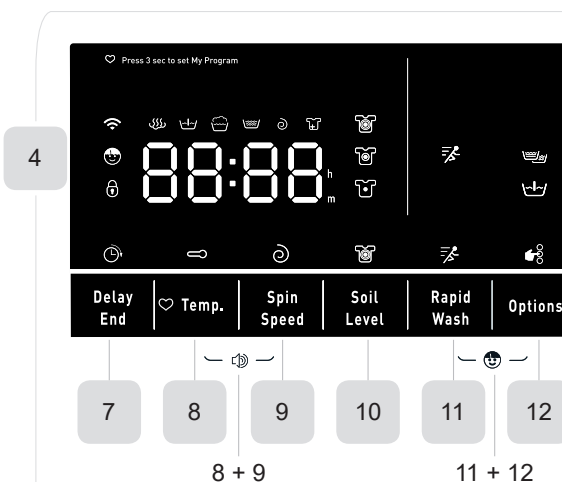 Press 3 sec to set My Program
4
88:88
h
m
Delay End
Temp.
Spin Speed
Soil Level
Rapid Wash
Options
7
8
9
10
11
12
8 + 9
11 + 12